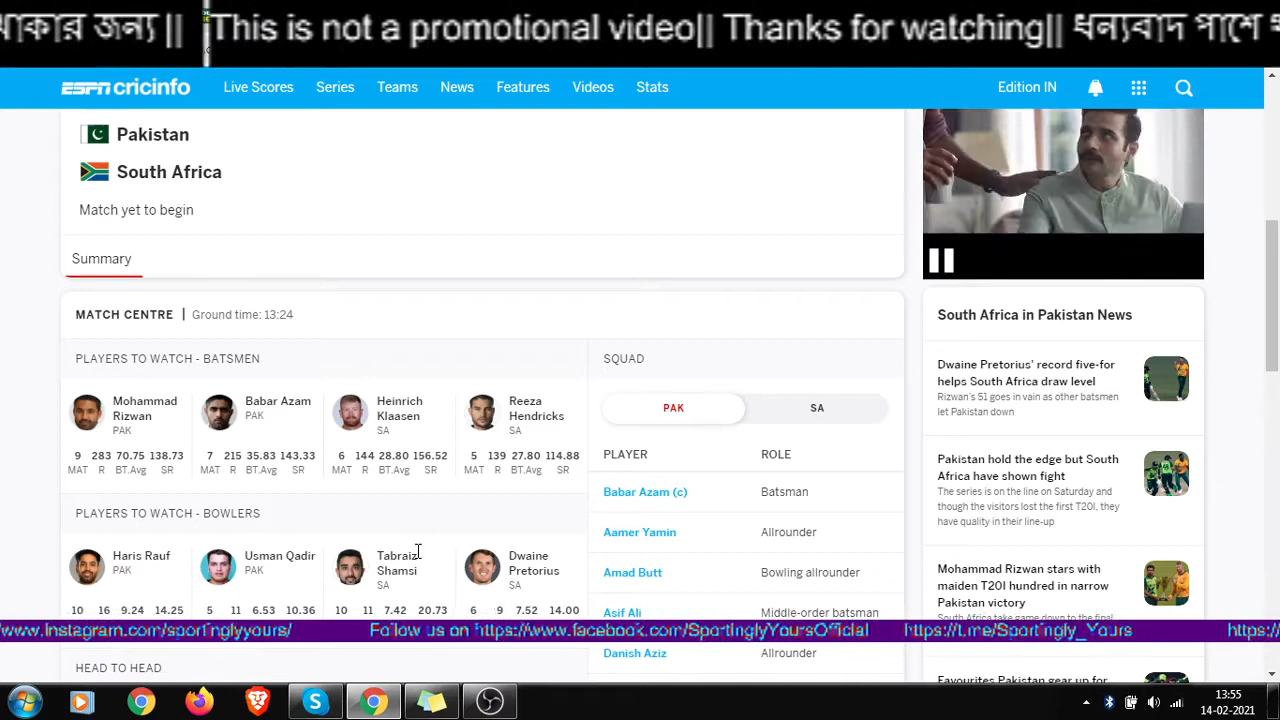 থাকার জন্য || This is not a promotional video|| Thanks for watching|| ধন্যবাদ পাশে
ESPN cricinfo Live Scores Series Teams News Features Videos Stats Edition IN
Pakistan
South Africa
Match yet to begin
Summary
MATCH CENTRE | Ground time: 13:24
PLAYERS TO WATCH - BATSMEN
Mohammad Rizwan
PAK
9 283 70.75 138.73
MAT R BT.Avg SR
Babar Azam
PAK
7 215 35.83 143.33
MAT R BT.Avg SR
Heinrich Klaasen
SA
6 144 28.80 156.52
MAT R BT.Avg SR
Reeza Hendricks
SA
5 139 27.80 114.88
MAT R BT.Avg SR
PLAYERS TO WATCH - BOWLERS
Haris Rauf
PAK
10 16 9.24 14.25
Usman Qadir
PAK
5 11 6.53 10.36
Tabraiz Shamsi
SA
10 11 7.42 20.73
Dwaine Pretorius
SA
6 9 7.52 14.00
HEAD TO HEAD
SQUAD
PAK SA
PLAYER ROLE
Babar Azam (c) Batsman
Aamer Yamin Allrounder
Amad Butt Bowling allrounder
Asif Ali Middle-order batsman
Danish Aziz Allrounder
South Africa in Pakistan News
Dwaine Pretorius' record five-for
helps South Africa draw level
Rizwan's 51 goes in vain as other batsmen
let Pakistan down
Pakistan hold the edge but South
Africa have shown fight
The series is on the line on Saturday and
though the visitors lost the first T20I, they
have quality in their line-up
Mohammad Rizwan stars with
maiden T20I hundred in narrow
Pakistan victory
South Africa take game down to the final
Favourites Pakistan gear up for
www.Instagram.com/sportinglyyours/ Follow us on https://www.facebook.com/SportInglyYoursOfficial https://t.me/Sportingly_Yours https:/
13:55
14-02-2021